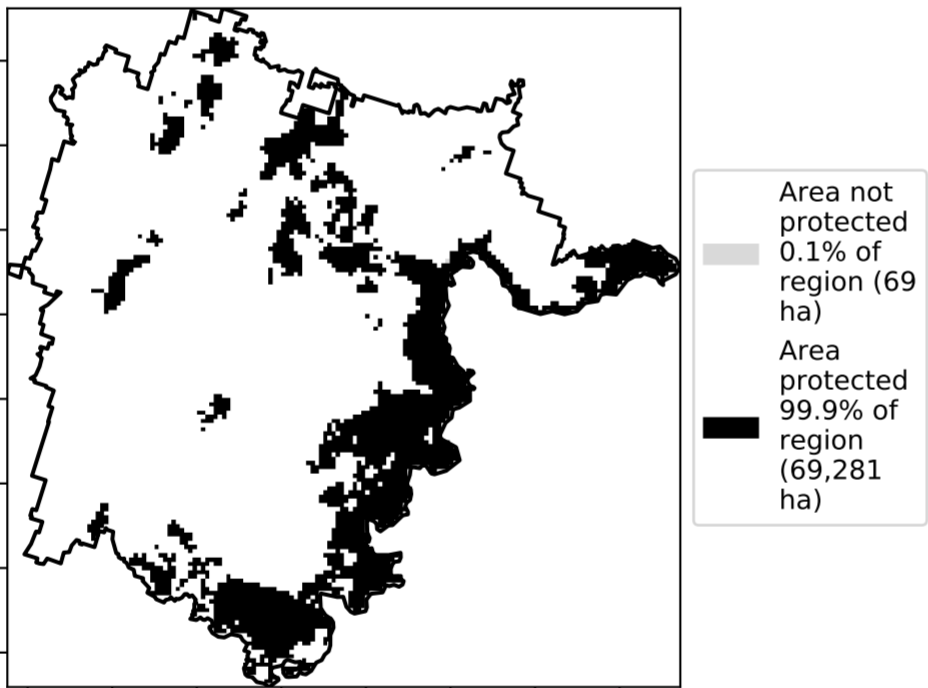 Area not
protected
0.1% of
region (69
ha)
Area
protected
99.9% of
region
(69,281
ha)